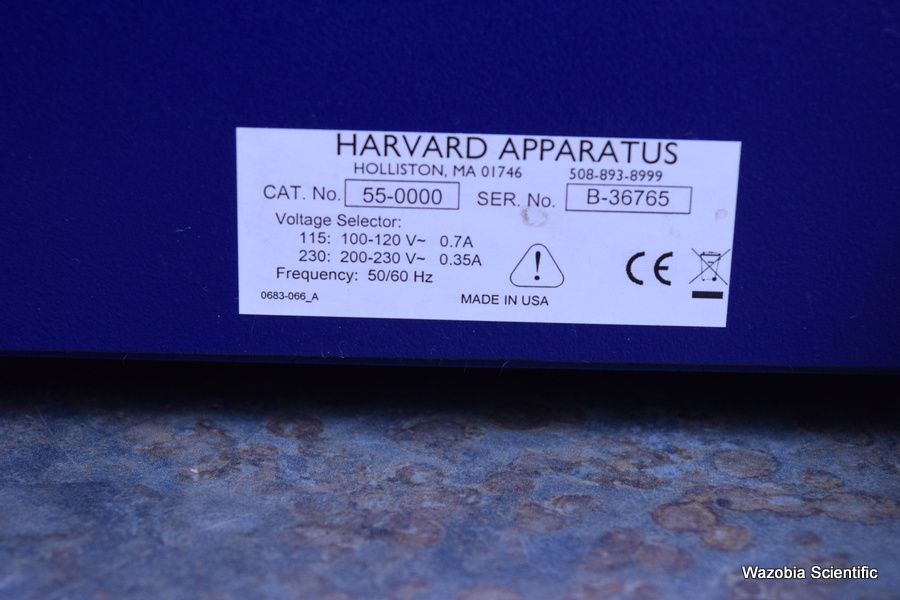 HARVARD APPARATUS
HOLLISTON, MA 01746 508-893-8999
CAT. No. 55-0000 SER. No. B-36765
Voltage Selector:
115: 100-120 V~ 0.7A
230: 200-230 V~ 0.35A
Frequency: 50/60 Hz
! CE
0683-066_A MADE IN USA
Wazobia Scientific